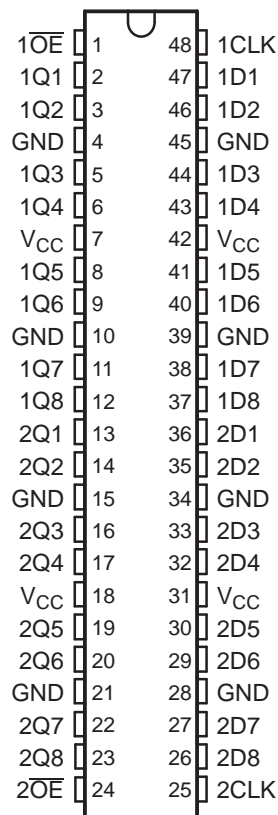 1O̅E̅ 1 48 1CLK
1Q1 2 47 1D1
1Q2 3 46 1D2
GND 4 45 GND
1Q3 5 44 1D3
1Q4 6 43 1D4
VCC 7 42 VCC
1Q5 8 41 1D5
1Q6 9 40 1D6
GND 10 39 GND
1Q7 11 38 1D7
1Q8 12 37 1D8
2Q1 13 36 2D1
2Q2 14 35 2D2
GND 15 34 GND
2Q3 16 33 2D3
2Q4 17 32 2D4
VCC 18 31 VCC
2Q5 19 30 2D5
2Q6 20 29 2D6
GND 21 28 GND
2Q7 22 27 2D7
2Q8 23 26 2D8
2O̅E̅ 24 25 2CLK